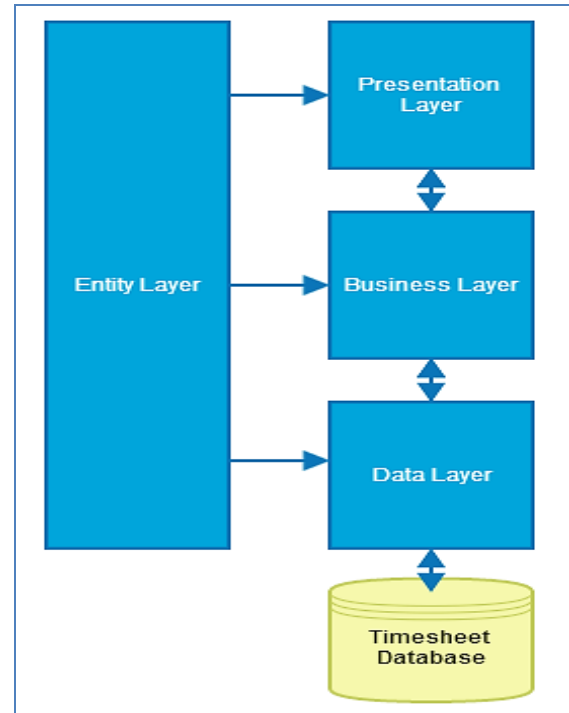 Presentation
Layer
Entity Layer
Business Layer
Data Layer
Timesheet
Database